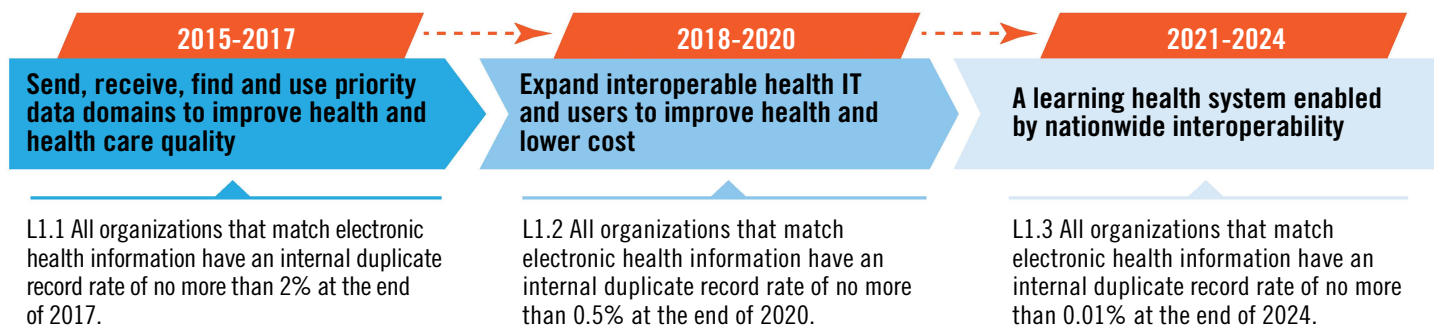 2015-2017
Send, receive, find and use priority
data domains to improve health and
health care quality
L1.1 All organizations that match electronic
health information have an internal duplicate
record rate of no more than 2% at the end
of 2017.
2018-2020
Expand interoperable health IT
and users to improve health and
lower cost
L1.2 All organizations that match
electronic health information have an
internal duplicate record rate of no more
than 0.5% at the end of 2020.
2021-2024
A learning health system enabled
by nationwide interoperability
L1.3 All organizations that match
electronic health information have an
internal duplicate record rate of no more
than 0.01% at the end of 2024.